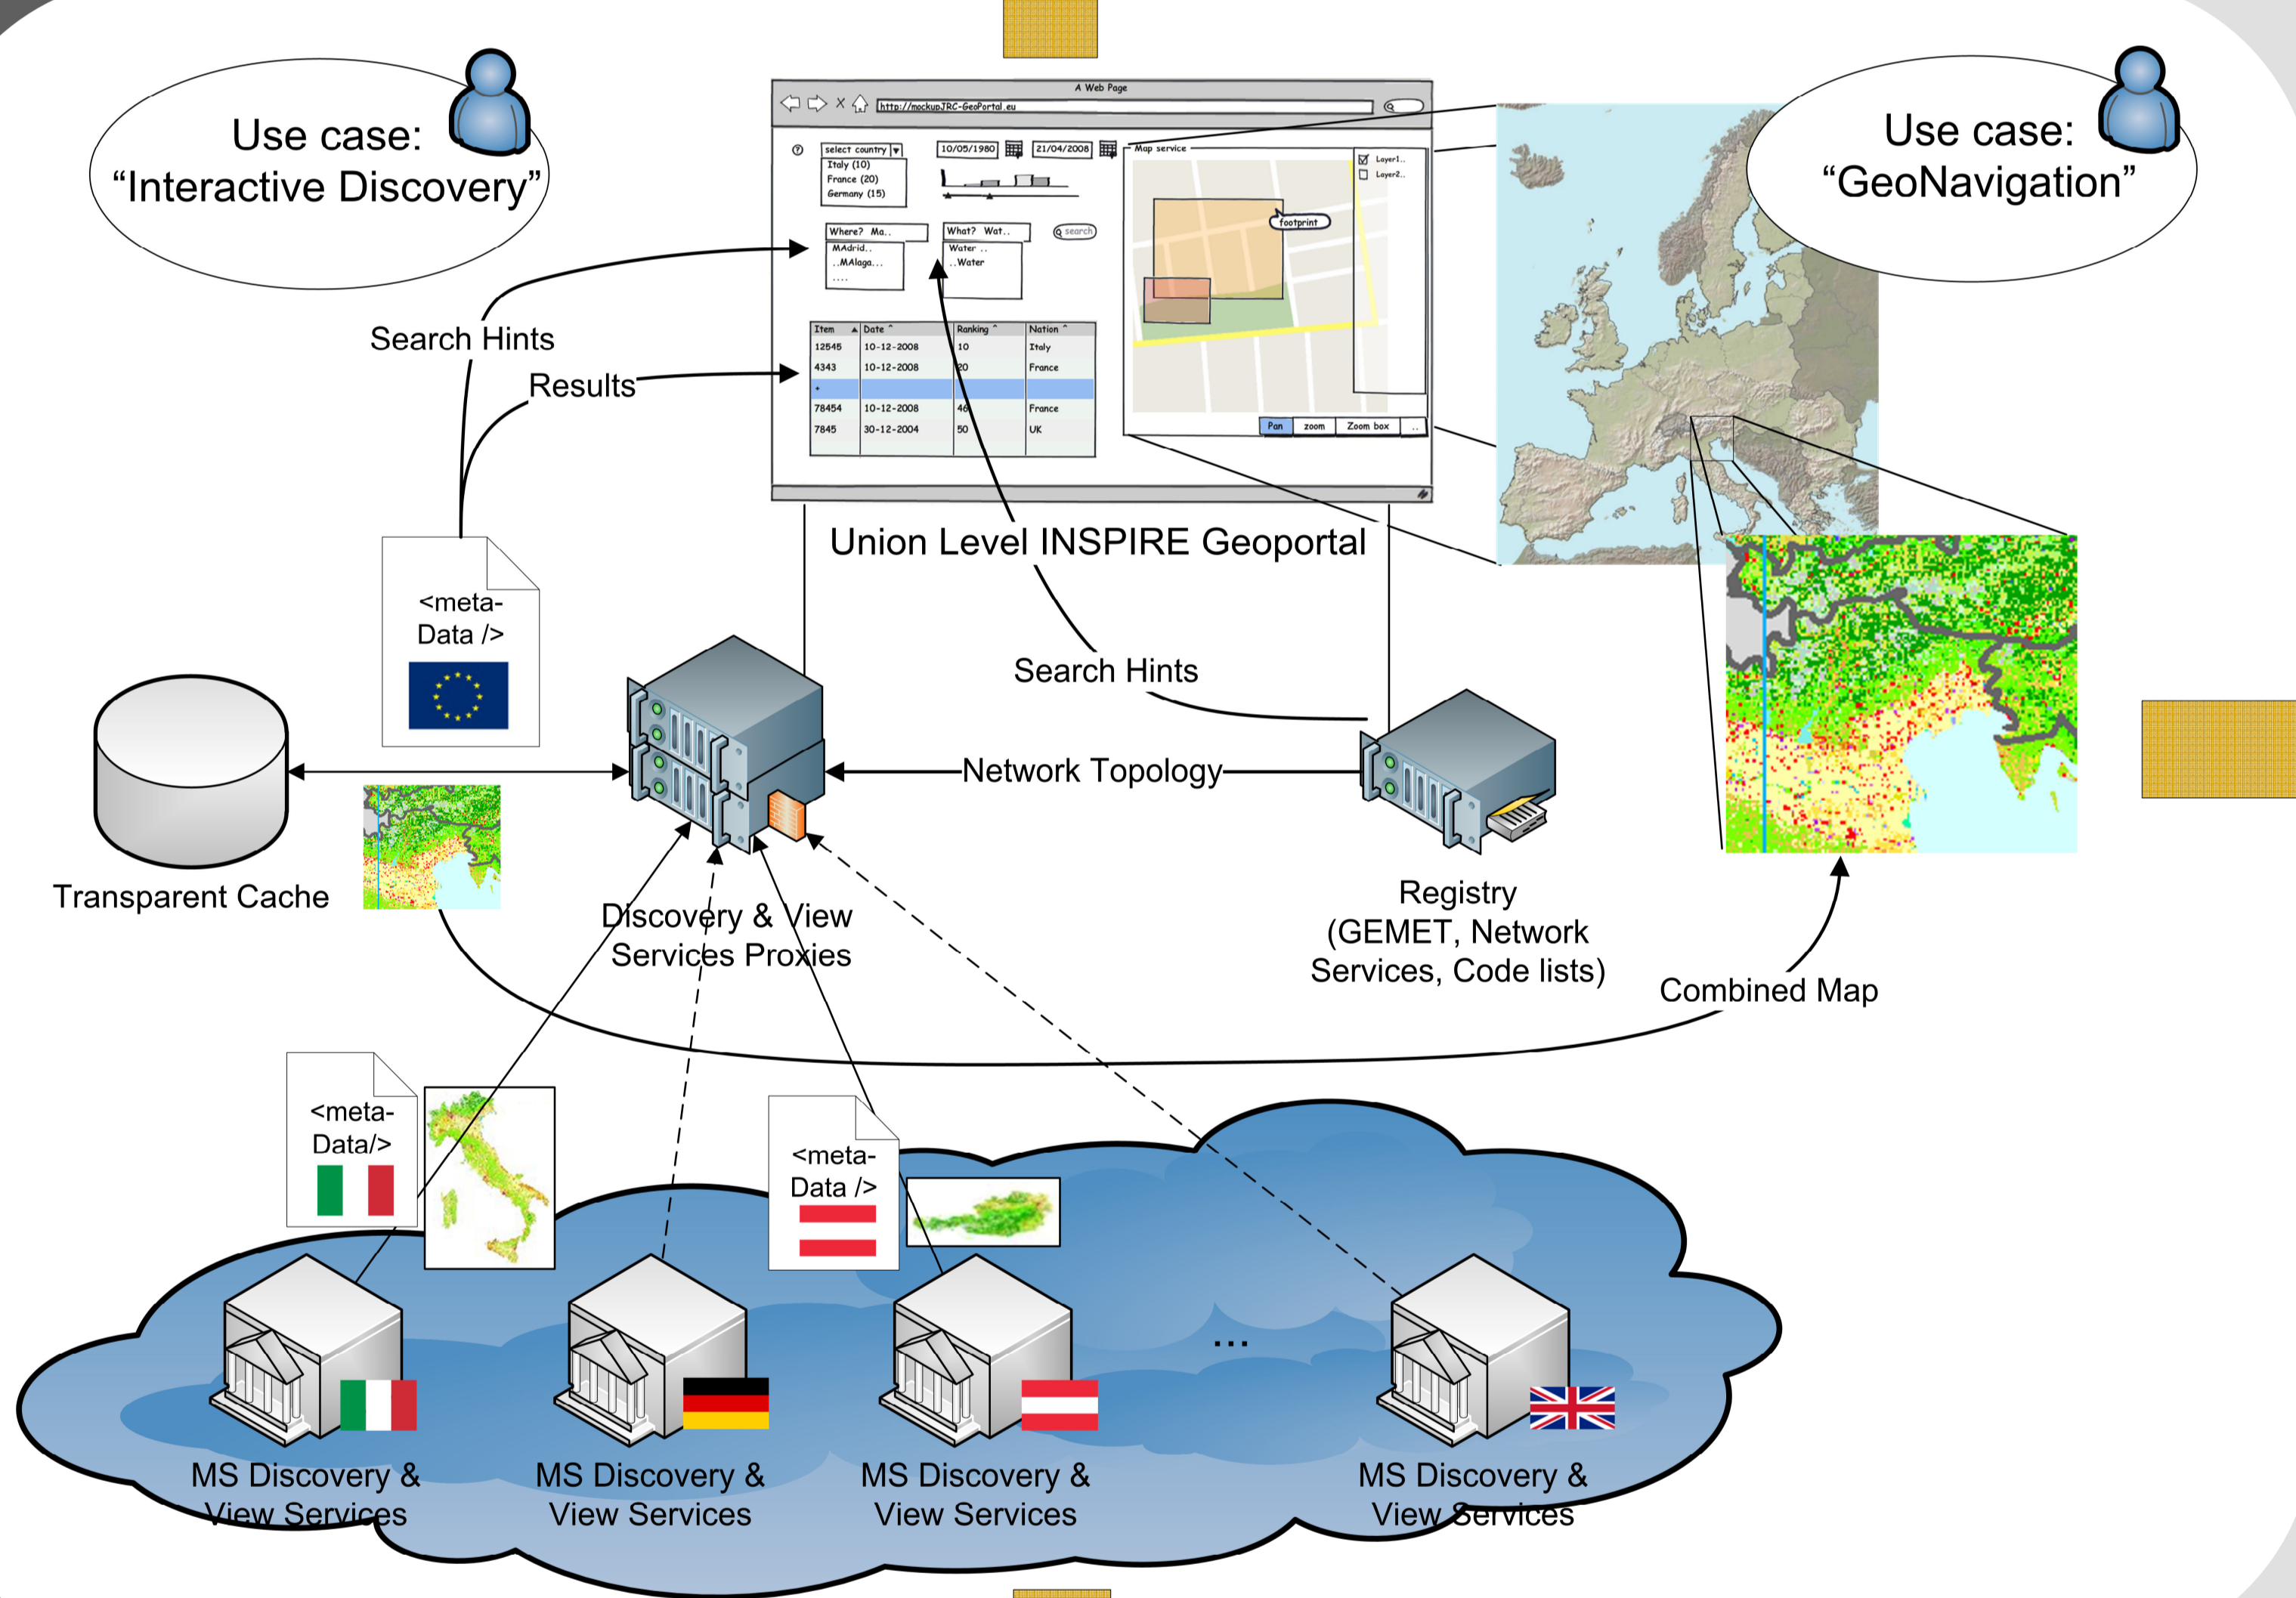 Use case:
“Interactive Discovery”
A Web Page
http://mockupJRC-GeoPortal.eu
select country
Italy (10)
France (20)
Germany (15)
10/05/1980
21/04/2008
Where? Ma..
MAdrid..
..MAlaga...
....
What? Wat..
Water ..
..Water
search
Item Date ^ Ranking ^ Nation ^
12545 10-12-2008 10 Italy
4343 10-12-2008 20 France
+
78454 10-12-2008 46 France
7845 30-12-2004 50 UK
Map service
footprint
Layer1..
Layer2..
Pan zoom Zoom box ..
Use case:
“GeoNavigation”
Search Hints
Results
Union Level INSPIRE Geoportal
<meta-
Data />
Search Hints
Network Topology
Transparent Cache
Discovery & View
Services Proxies
Registry
(GEMET, Network
Services, Code lists)
Combined Map
<meta-
Data/>
<meta-
Data />
...
MS Discovery &
View Services
MS Discovery &
View Services
MS Discovery &
View Services
MS Discovery &
View Services